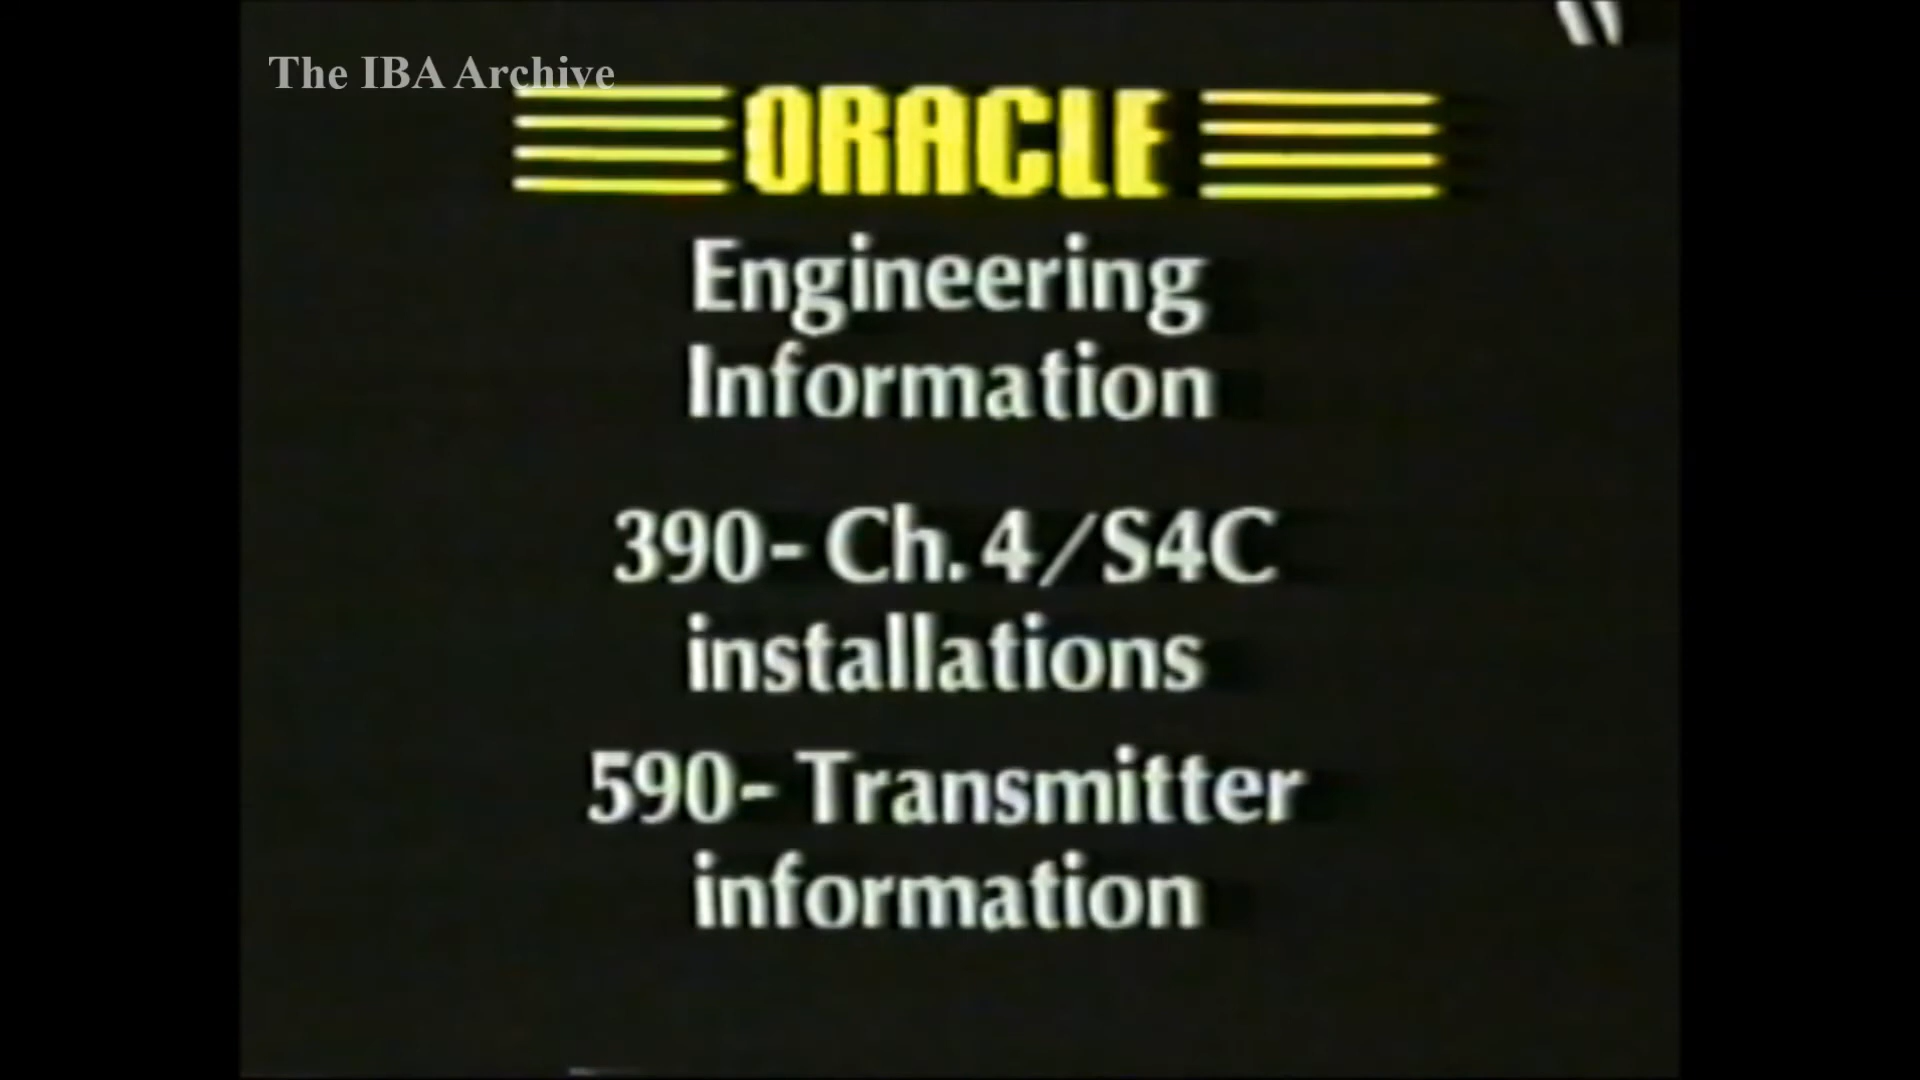 The IBA Archive
ORACLE
Engineering
Information
390- Ch.4/S4C
installations
590- Transmitter
information